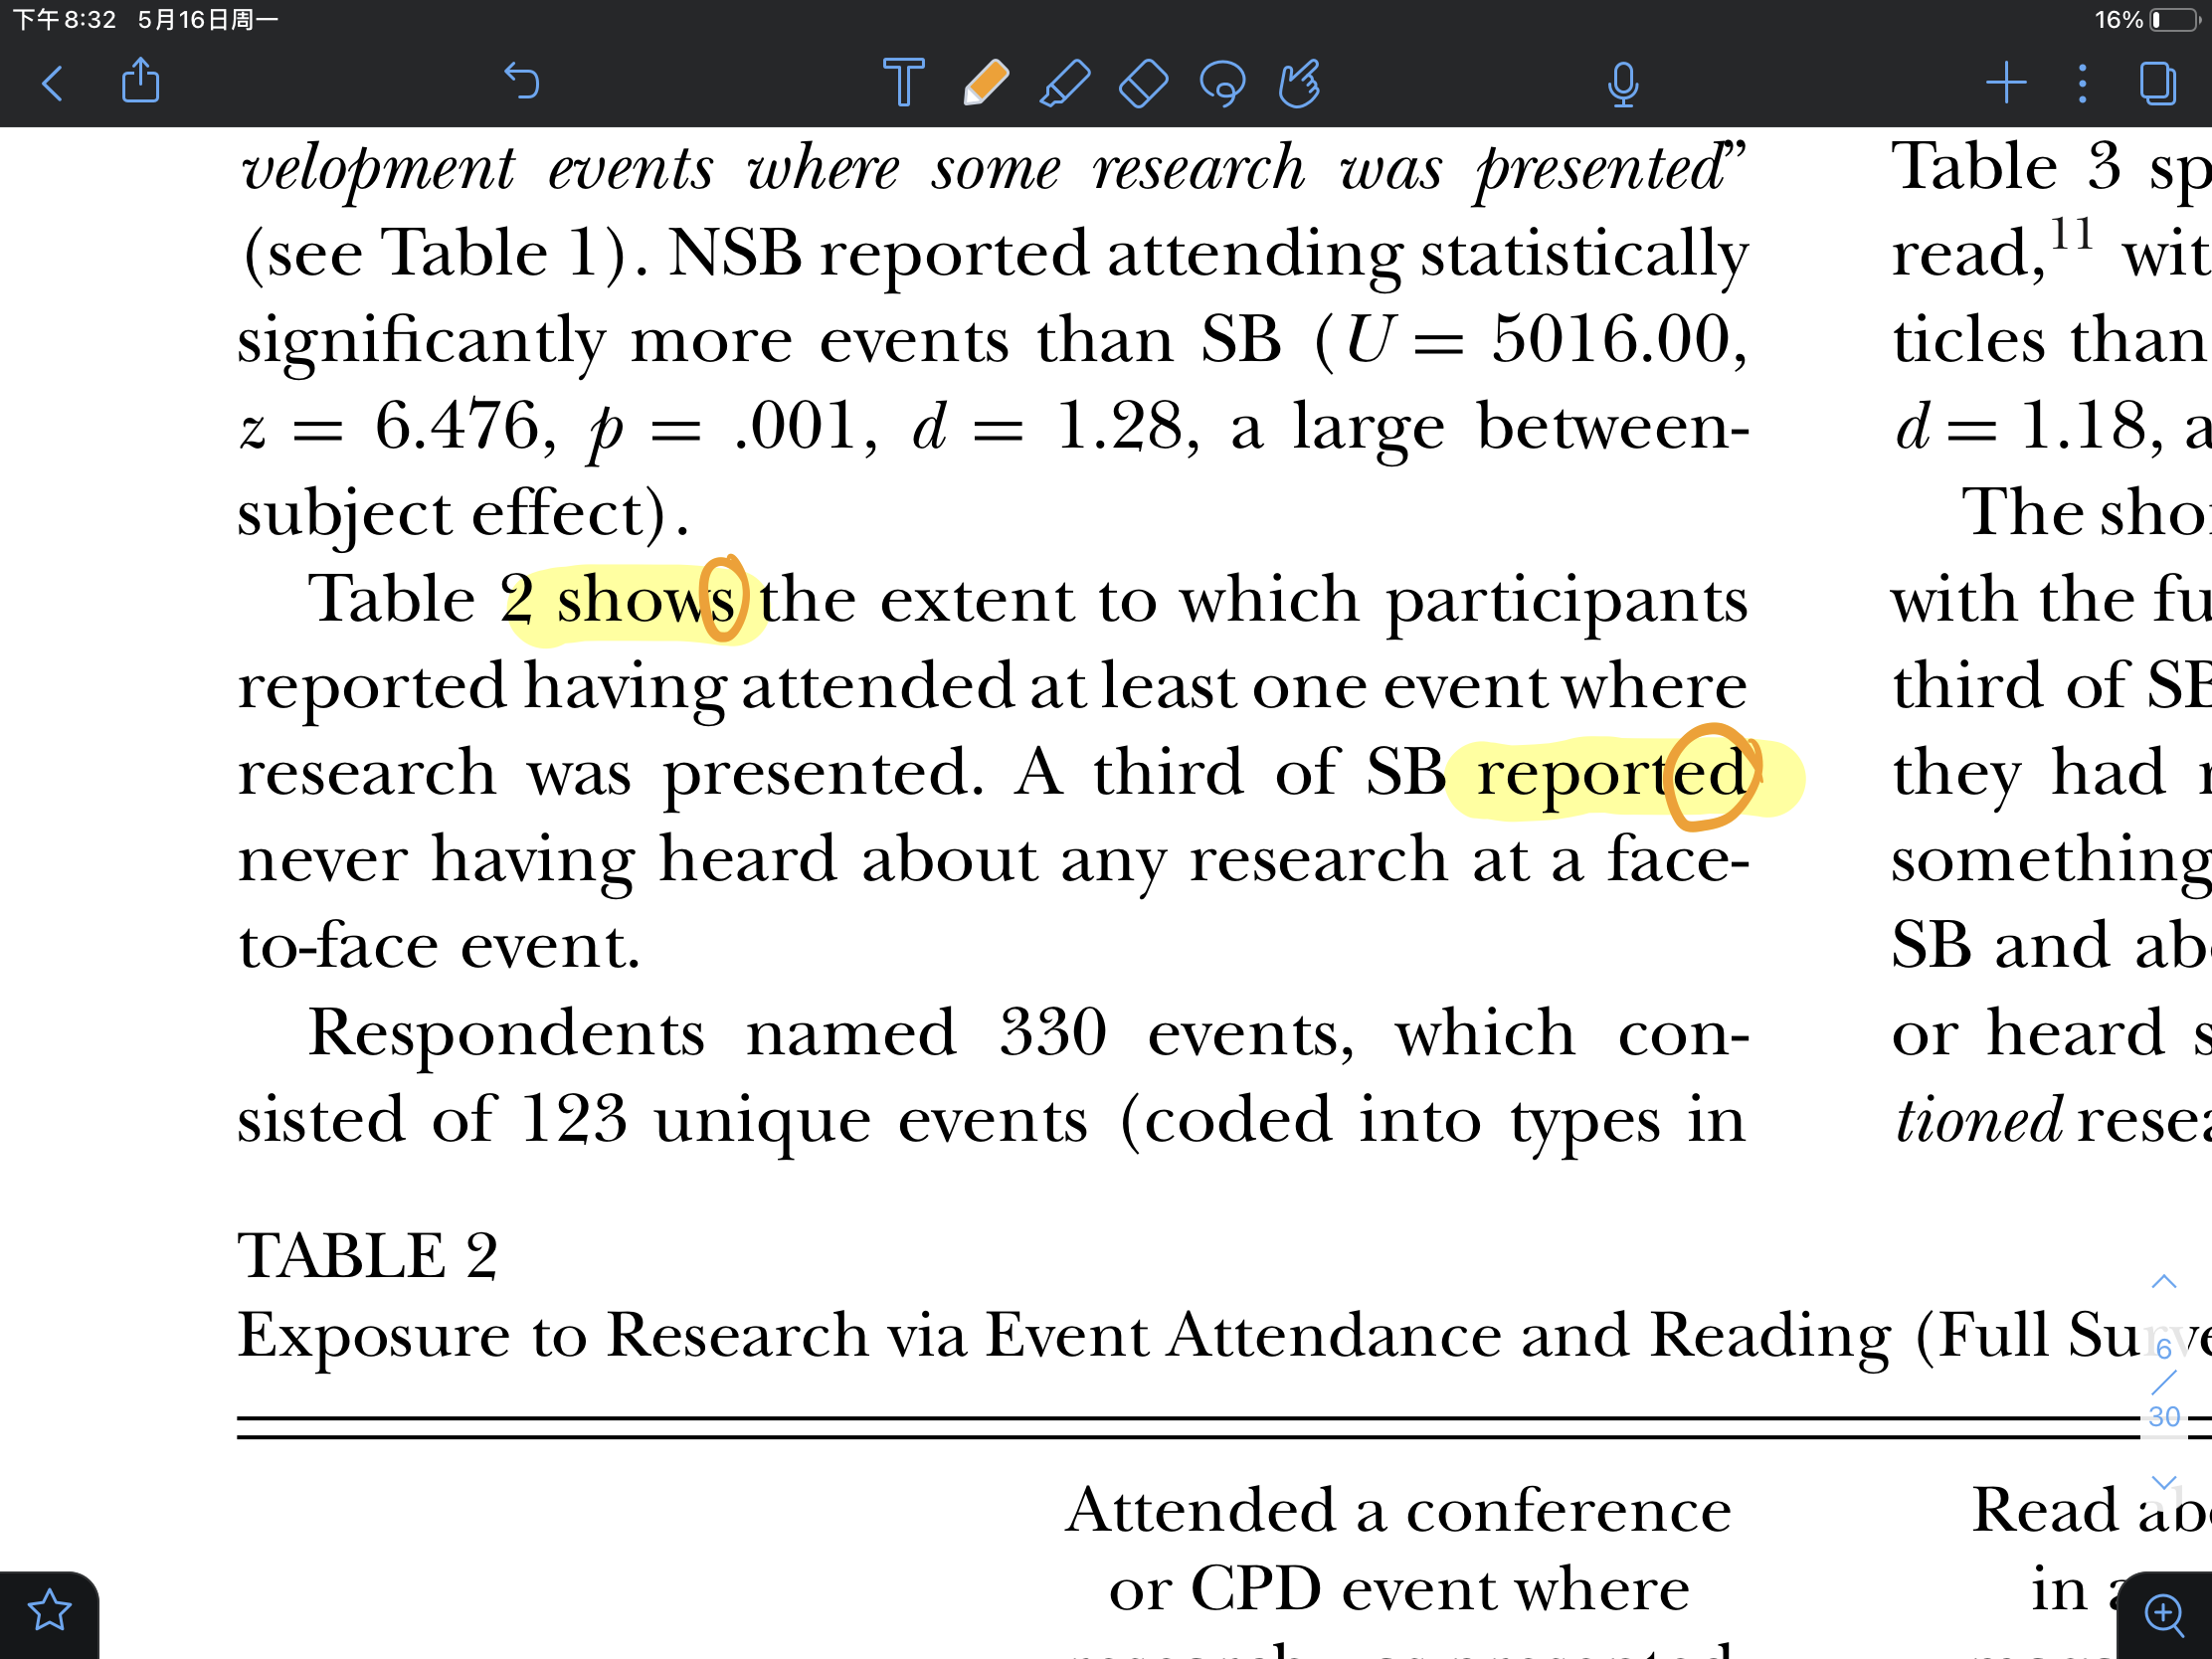 下午8:32 5月16日周一
16%
velopment events where some research was presented”
(see Table 1). NSB reported attending statistically
significantly more events than SB (U = 5016.00,
z = 6.476, p = .001, d = 1.28, a large between-
subject effect).
Table 2 shows the extent to which participants
reported having attended at least one event where
research was presented. A third of SB reported
never having heard about any research at a face-
to-face event.
Respondents named 330 events, which con-
sisted of 123 unique events (coded into types in
Table 3 sp
read,11 wit
ticles than
d = 1.18, a
The sho
with the fu
third of SB
they had r
something
SB and abo
or heard s
tioned resea
TABLE 2
Exposure to Research via Event Attendance and Reading (Full Surve
6
/
30
Attended a conference
or CPD event where
Read abo
in a